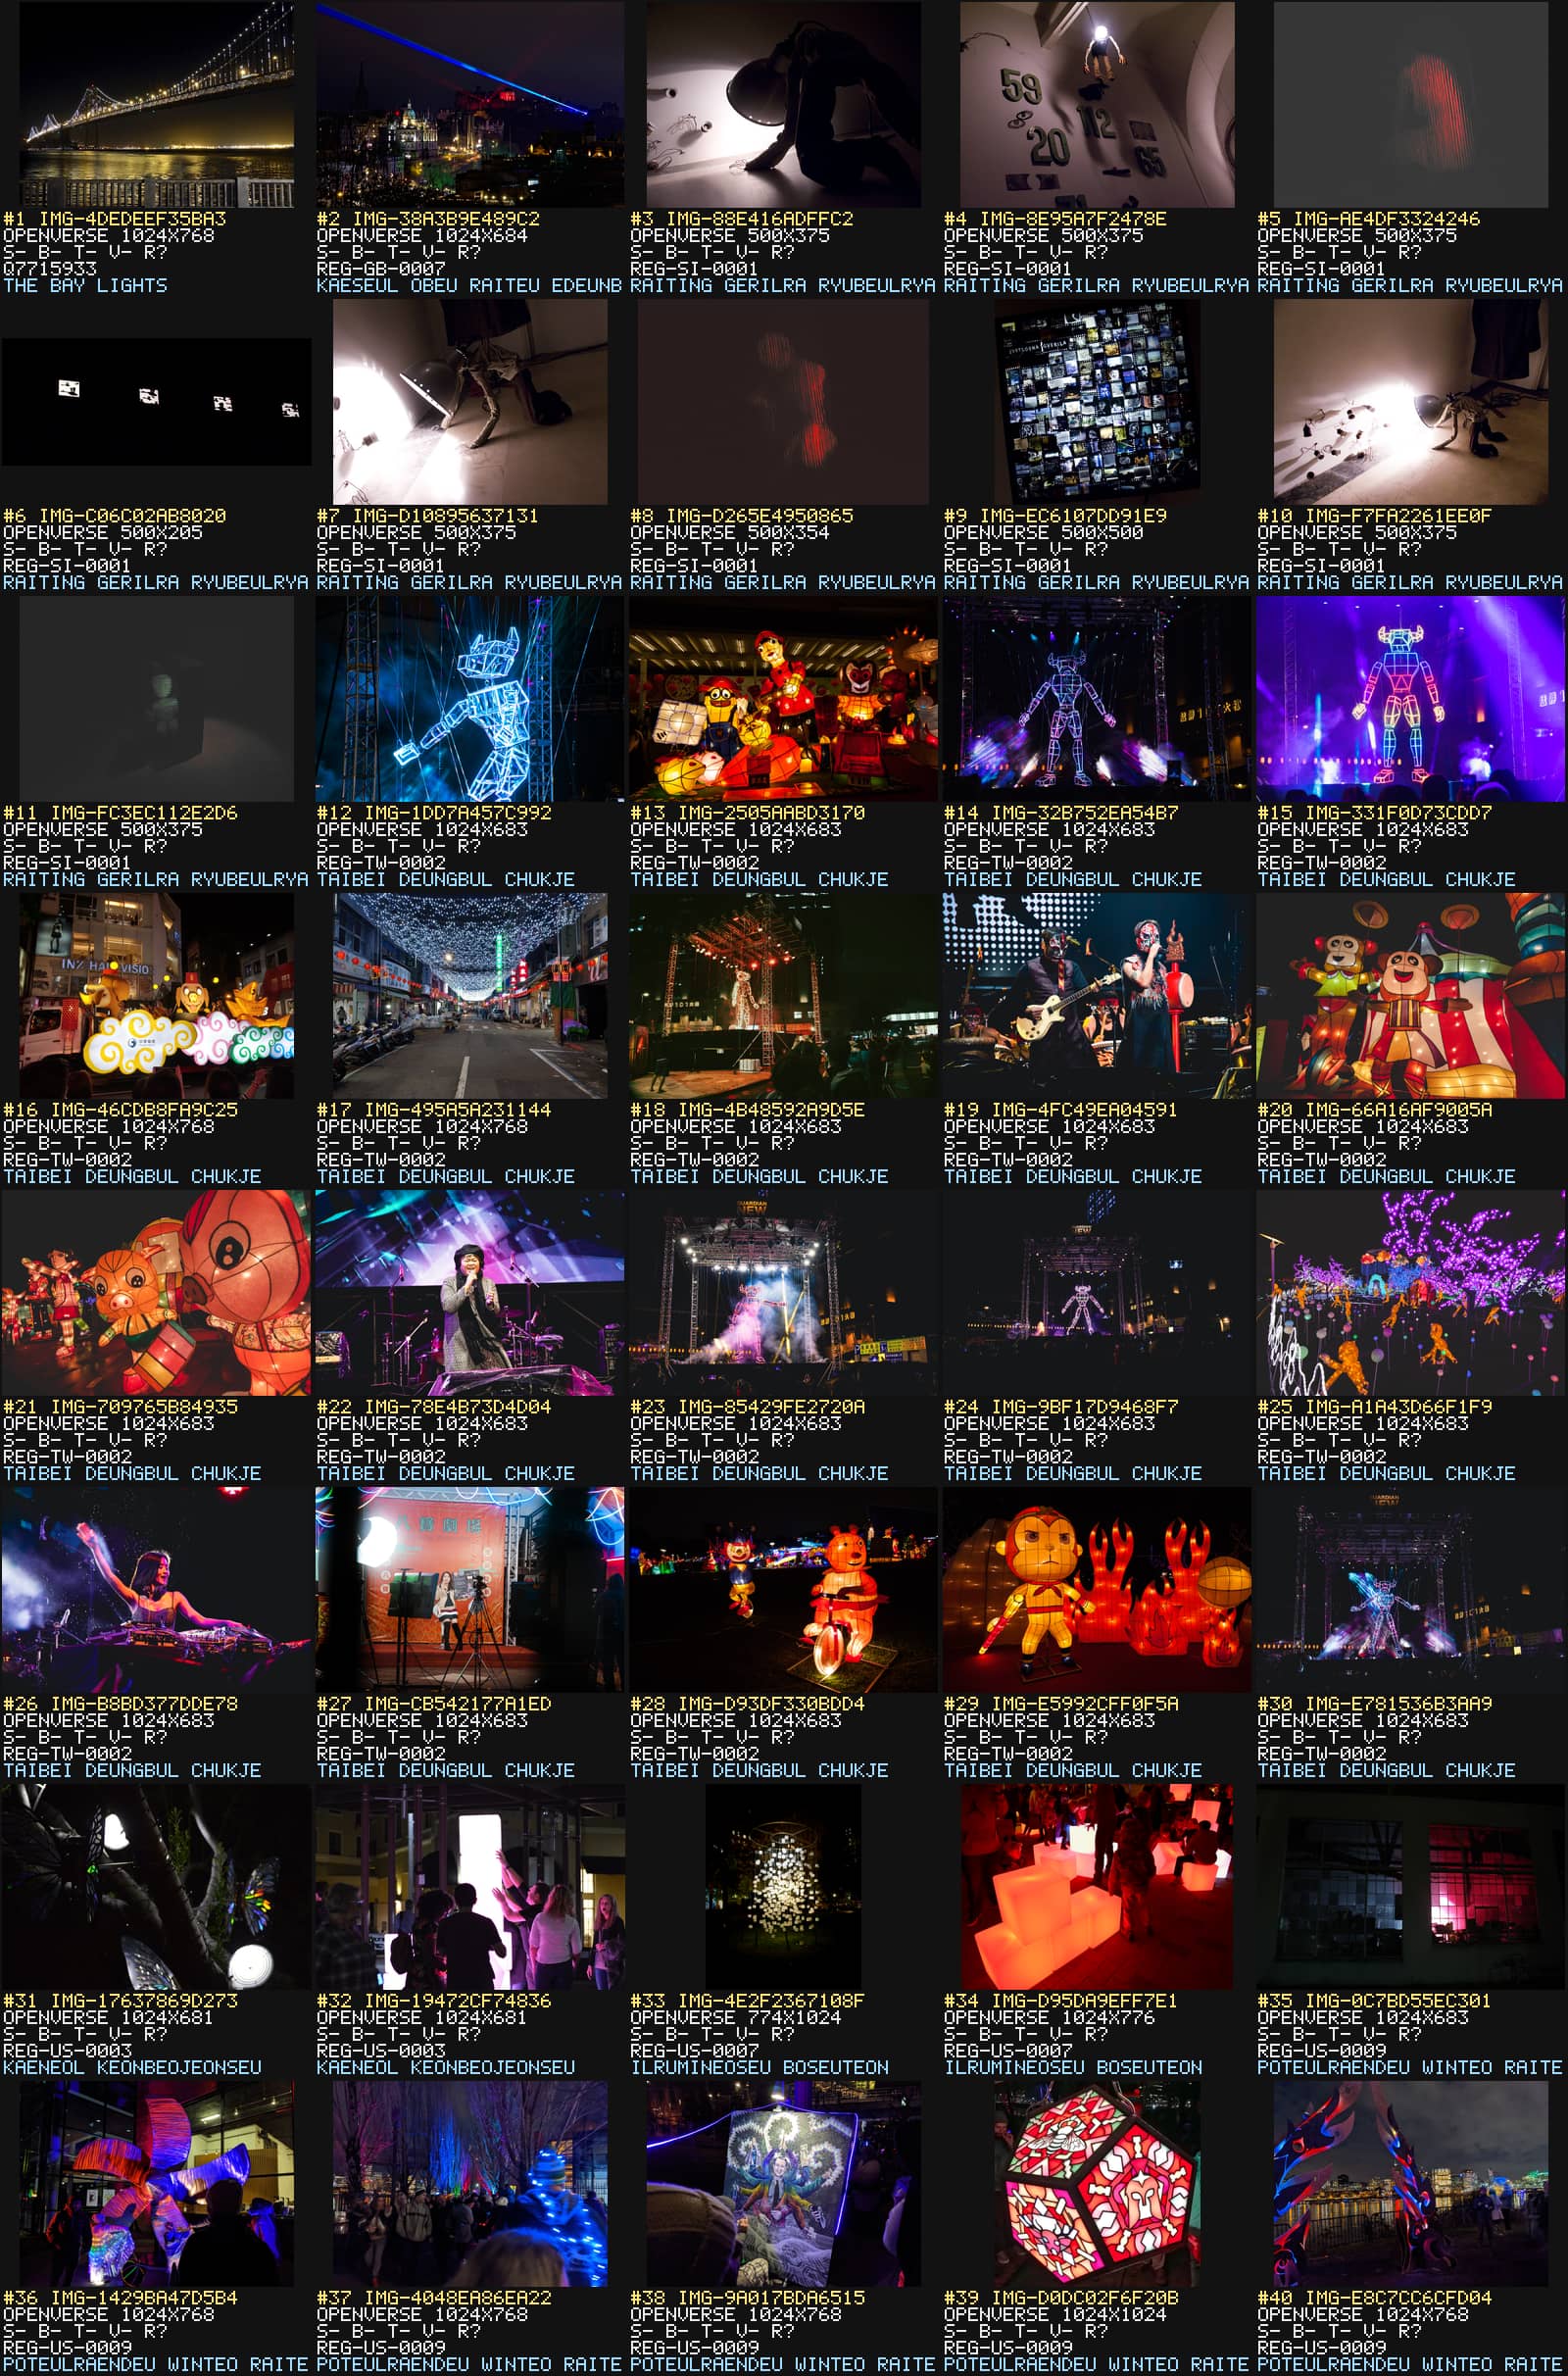 59
112
20
65
#1 IMG-4DEDEEF35BA3
OPENVERSE 1024X768
S- B- T- V- R?
Q7715933
THE BAY LIGHTS
#2 IMG-38A3B9E489C2
OPENVERSE 1024X684
S- B- T- V- R?
REG-GB-0007
KAESEUL OBEU RAITEU EDEUNB
#3 IMG-88E416ADFFC2
OPENVERSE 500X375
S- B- T- V- R?
REG-SI-0001
RAITING GERILRA RYUBEULRYA
#4 IMG-8E95A7F2478E
OPENVERSE 500X375
S- B- T- V- R?
REG-SI-0001
RAITING GERILRA RYUBEULRYA
#5 IMG-AE4DF3324246
OPENVERSE 500X375
S- B- T- V- R?
REG-SI-0001
RAITING GERILRA RYUBEULRYA
#6 IMG-C06C02AB8020
OPENVERSE 500X205
S- B- T- V- R?
REG-SI-0001
RAITING GERILRA RYUBEULRYA
#7 IMG-D10895637131
OPENVERSE 500X375
S- B- T- V- R?
REG-SI-0001
RAITING GERILRA RYUBEULRYA
#8 IMG-D265E4950865
OPENVERSE 500X354
S- B- T- V- R?
REG-SI-0001
RAITING GERILRA RYUBEULRYA
#9 IMG-EC6107DD91E9
OPENVERSE 500X500
S- B- T- V- R?
REG-SI-0001
RAITING GERILRA RYUBEULRYA
#10 IMG-F7FA2261EE0F
OPENVERSE 500X375
S- B- T- V- R?
REG-SI-0001
RAITING GERILRA RYUBEULRYA
#11 IMG-FC3EC112E2D6
OPENVERSE 500X375
S- B- T- V- R?
REG-SI-0001
RAITING GERILRA RYUBEULRYA
#12 IMG-1DD7A457C992
OPENVERSE 1024X683
S- B- T- V- R?
REG-TW-0002
TAIBEI DEUNGBUL CHUKJE
#13 IMG-2505AABD3170
OPENVERSE 1024X683
S- B- T- V- R?
REG-TW-0002
TAIBEI DEUNGBUL CHUKJE
#14 IMG-32B752EA54B7
OPENVERSE 1024X683
S- B- T- V- R?
REG-TW-0002
TAIBEI DEUNGBUL CHUKJE
#15 IMG-331F0D73CDD7
OPENVERSE 1024X683
S- B- T- V- R?
REG-TW-0002
TAIBEI DEUNGBUL CHUKJE
#16 IMG-46CDB8FA9C25
OPENVERSE 1024X768
S- B- T- V- R?
REG-TW-0002
TAIBEI DEUNGBUL CHUKJE
#17 IMG-495A5A231144
OPENVERSE 1024X768
S- B- T- V- R?
REG-TW-0002
TAIBEI DEUNGBUL CHUKJE
#18 IMG-4B48592A9D5E
OPENVERSE 1024X683
S- B- T- V- R?
REG-TW-0002
TAIBEI DEUNGBUL CHUKJE
#19 IMG-4FC49EA04591
OPENVERSE 1024X683
S- B- T- V- R?
REG-TW-0002
TAIBEI DEUNGBUL CHUKJE
#20 IMG-66A16AF9005A
OPENVERSE 1024X683
S- B- T- V- R?
REG-TW-0002
TAIBEI DEUNGBUL CHUKJE
#21 IMG-709765B84935
OPENVERSE 1024X683
S- B- T- V- R?
REG-TW-0002
TAIBEI DEUNGBUL CHUKJE
#22 IMG-78E4B73D4D04
OPENVERSE 1024X683
S- B- T- V- R?
REG-TW-0002
TAIBEI DEUNGBUL CHUKJE
#23 IMG-85429FE2720A
OPENVERSE 1024X683
S- B- T- V- R?
REG-TW-0002
TAIBEI DEUNGBUL CHUKJE
#24 IMG-9BF17D9468F7
OPENVERSE 1024X683
S- B- T- V- R?
REG-TW-0002
TAIBEI DEUNGBUL CHUKJE
#25 IMG-A1A43D66F1F9
OPENVERSE 1024X683
S- B- T- V- R?
REG-TW-0002
TAIBEI DEUNGBUL CHUKJE
#26 IMG-B8BD377DDE78
OPENVERSE 1024X683
S- B- T- V- R?
REG-TW-0002
TAIBEI DEUNGBUL CHUKJE
#27 IMG-CB542177A1ED
OPENVERSE 1024X683
S- B- T- V- R?
REG-TW-0002
TAIBEI DEUNGBUL CHUKJE
#28 IMG-D93DF330BDD4
OPENVERSE 1024X683
S- B- T- V- R?
REG-TW-0002
TAIBEI DEUNGBUL CHUKJE
#29 IMG-E5992CFF0F5A
OPENVERSE 1024X683
S- B- T- V- R?
REG-TW-0002
TAIBEI DEUNGBUL CHUKJE
#30 IMG-E781536B3AA9
OPENVERSE 1024X683
S- B- T- V- R?
REG-TW-0002
TAIBEI DEUNGBUL CHUKJE
#31 IMG-17637869D273
OPENVERSE 1024X681
S- B- T- V- R?
REG-US-0003
KAENEOL KEONBEOJEONSEU
#32 IMG-19472CF74836
OPENVERSE 1024X681
S- B- T- V- R?
REG-US-0003
KAENEOL KEONBEOJEONSEU
#33 IMG-4E2F2367108F
OPENVERSE 774X1024
S- B- T- V- R?
REG-US-0007
ILRUMINEOSEU BOSEUTEON
#34 IMG-D95DA9EFF7E1
OPENVERSE 1024X776
S- B- T- V- R?
REG-US-0007
ILRUMINEOSEU BOSEUTEON
#35 IMG-0C7BD55EC301
OPENVERSE 1024X683
S- B- T- V- R?
REG-US-0009
POTEULRAENDEU WINTEO RAITE
#36 IMG-1429BA47D5B4
OPENVERSE 1024X768
S- B- T- V- R?
REG-US-0009
POTEULRAENDEU WINTEO RAITE
#37 IMG-4048EA86EA22
OPENVERSE 1024X768
S- B- T- V- R?
REG-US-0009
POTEULRAENDEU WINTEO RAITE
#38 IMG-9A017BDA6515
OPENVERSE 1024X768
S- B- T- V- R?
REG-US-0009
POTEULRAENDEU WINTEO RAITE
#39 IMG-D0DC02F6F20B
OPENVERSE 1024X1024
S- B- T- V- R?
REG-US-0009
POTEULRAENDEU WINTEO RAITE
#40 IMG-E8C7CC6CFD04
OPENVERSE 1024X768
S- B- T- V- R?
REG-US-0009
POTEULRAENDEU WINTEO RAITE